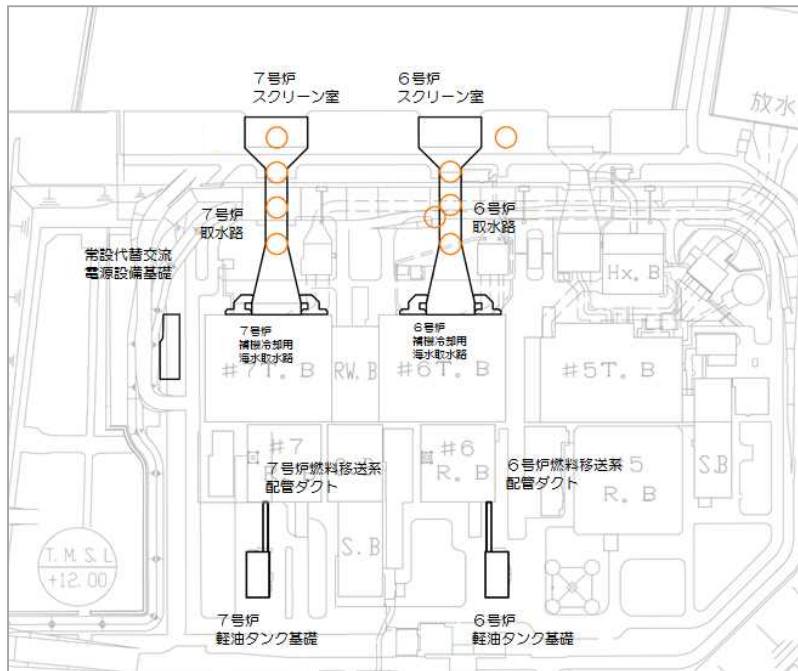 7号炉
スクリーン室
6号炉
スクリーン室
放水
7号炉
取水路
6号炉
取水路
常設代替交流
電源設備基礎
Hx. B
7号炉
補機冷却用
海水取水路
6号炉
補機冷却用
海水取水路
#7T. B
RW. B
#6T. B
#5T. B
#7
R. B
7号炉燃料移送系
配管ダクト
#6
R. B
6号炉燃料移送系
配管ダクト
5
R. B
S.B
S. B
T. M. S. L
+12. 00
7号炉
軽油タンク基礎
6号炉
軽油タンク基礎